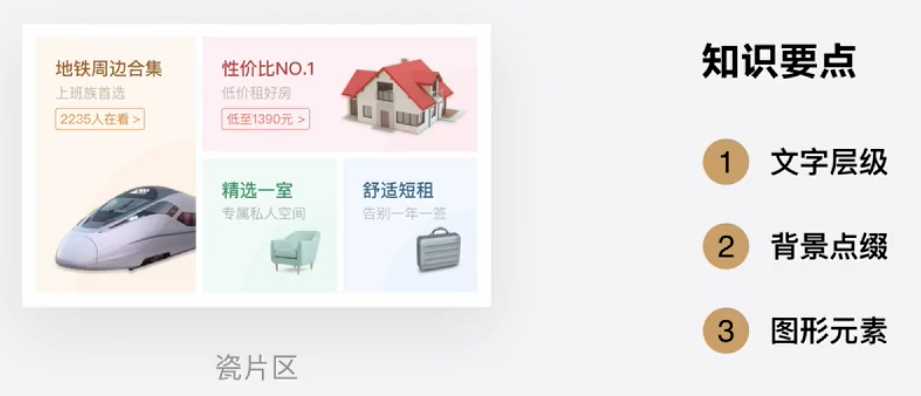 地铁周边合集
上班族首选
2235人在看 >
性价比NO.1
低价租好房
低至1390元 >
精选一室
专属私人空间
舒适短租
告别一年一签
瓷片区
知识要点
1 文字层级
2 背景点缀
3 图形元素